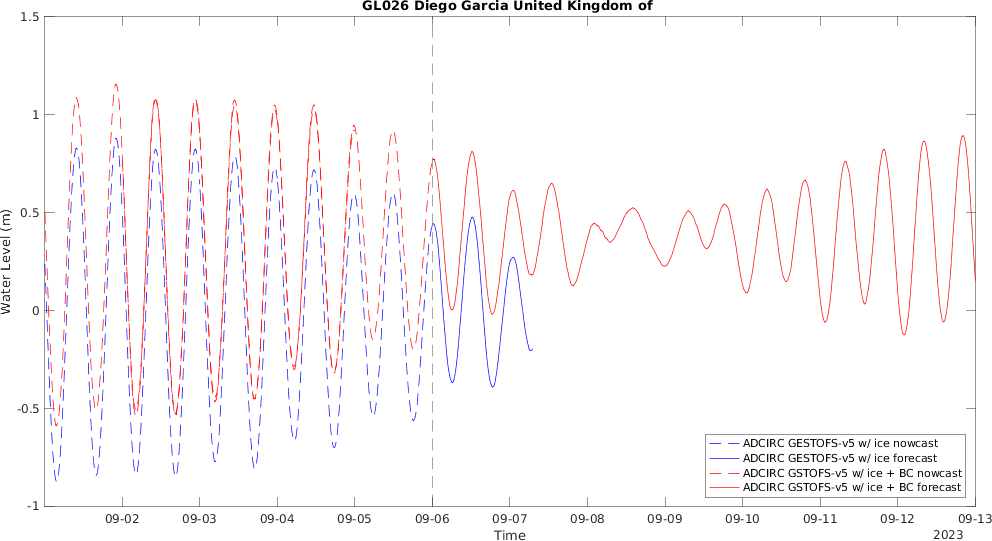 GL026 Diego Garcia United Kingdom of
Water Level (m)
1.5
1
0.5
0
-0.5
-1
09-02 09-03 09-04 09-05 09-06 09-07 09-08 09-09 09-10 09-11 09-12 09-13
2023
Time
ADCIRC GESTOFS-v5 w/ ice nowcast
ADCIRC GESTOFS-v5 w/ ice forecast
ADCIRC GSTOFS-v5 w/ ice + BC nowcast
ADCIRC GSTOFS-v5 w/ ice + BC forecast